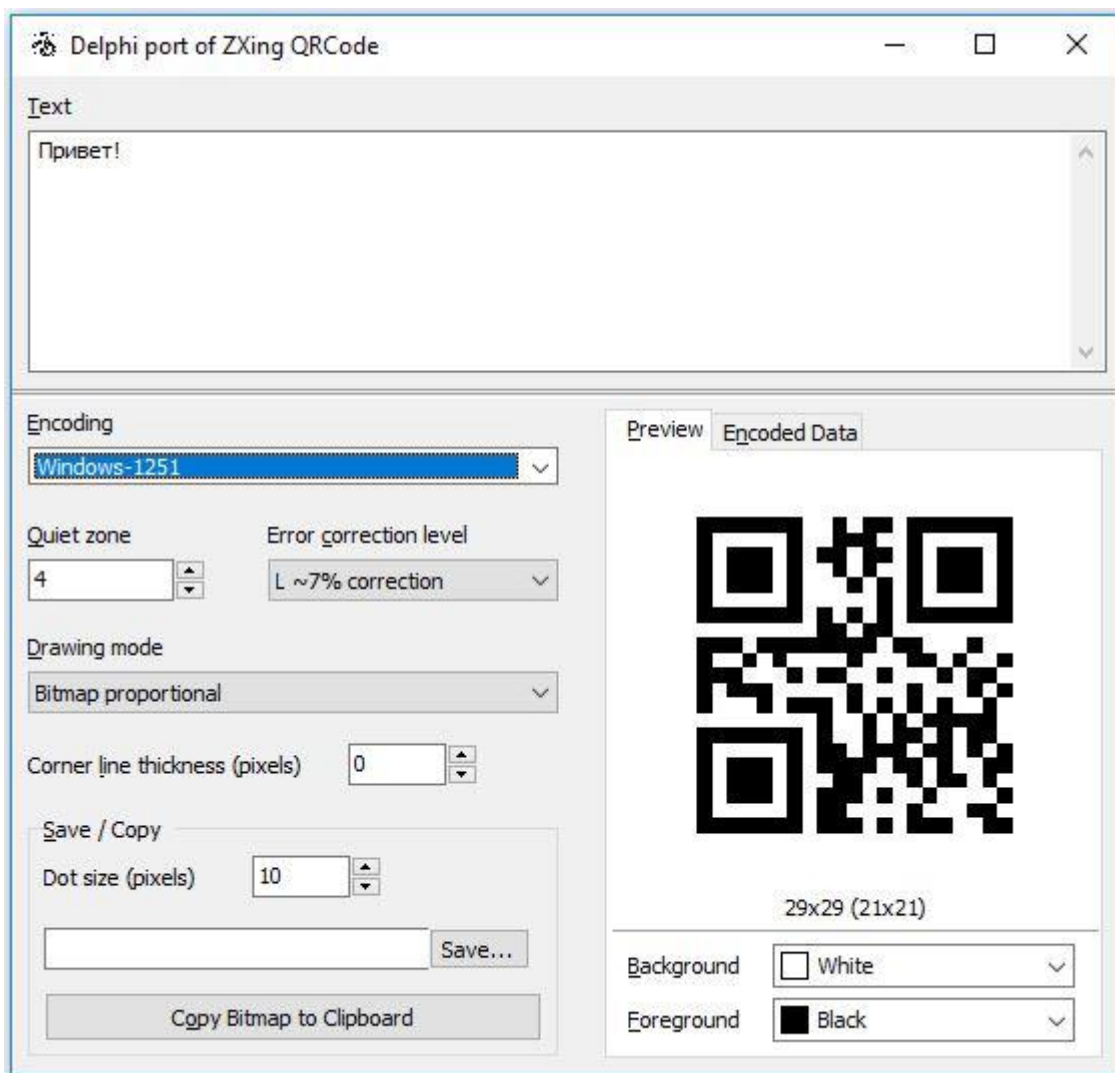 Delphi port of ZXing QRCode
Text
Привет!
Encoding
Windows-1251
Quiet zone
Error correction level
4
L ~7% correction
Drawing mode
Bitmap proportional
Corner line thickness (pixels)
0
Save / Copy
Dot size (pixels)
10
Save...
Copy Bitmap to Clipboard
Preview
Encoded Data
29x29 (21x21)
Background
White
Foreground
Black